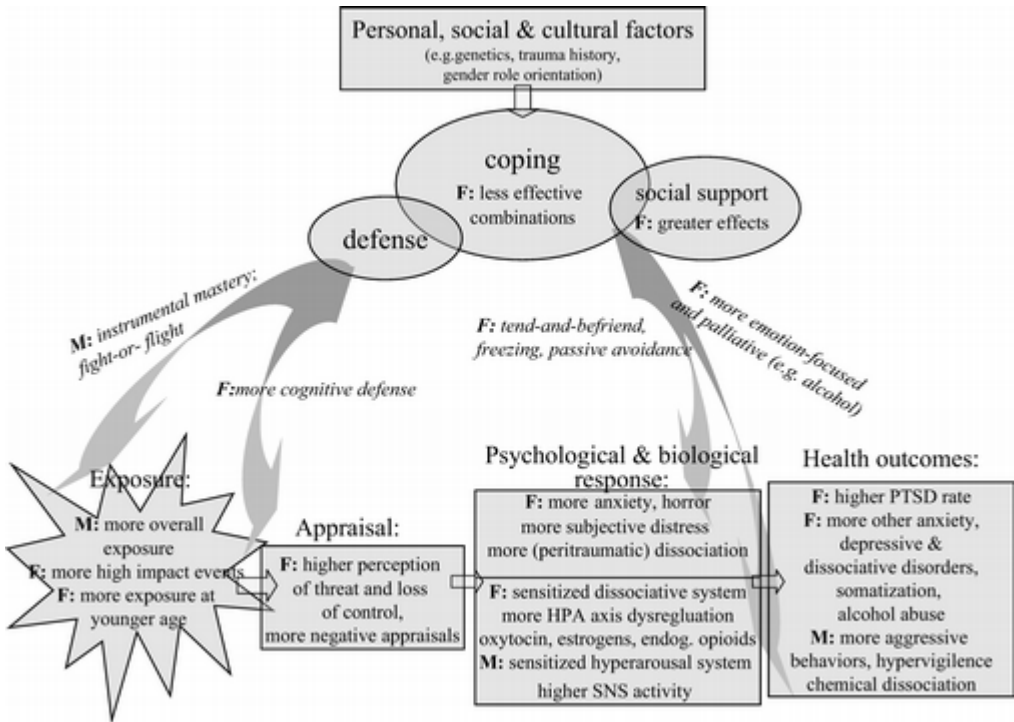 Personal, social & cultural factors
(e.g.genetics, trauma history,
gender role orientation)
coping
F: less effective
combinations
social support
F: greater effects
defense
M: instrumental mastery;
fight-or- flight
F:more cognitive defense
F: tend-and-befriend,
freezing, passive avoidance
F: more emotion-focused
and palliative (e.g. alcohol)
Exposure:
M: more overall
exposure
F: more high impact events
F: more exposure at
younger age
Appraisal:
F: higher perception
of threat and loss
of control,
more negative appraisals
Psychological & biological
response:
F: more anxiety, horror
more subjective distress
more (peritraumatic) dissociation
F: sensitized dissociative system
more HPA axis dysregluation
oxytocin, estrogens, endog. opioids
M: sensitized hyperarousal system
higher SNS activity
Health outcomes:
F: higher PTSD rate
F: more other anxiety,
depressive &
dissociative disorders,
somatization,
alcohol abuse
M: more aggressive
behaviors, hypervigilence
chemical dissociation